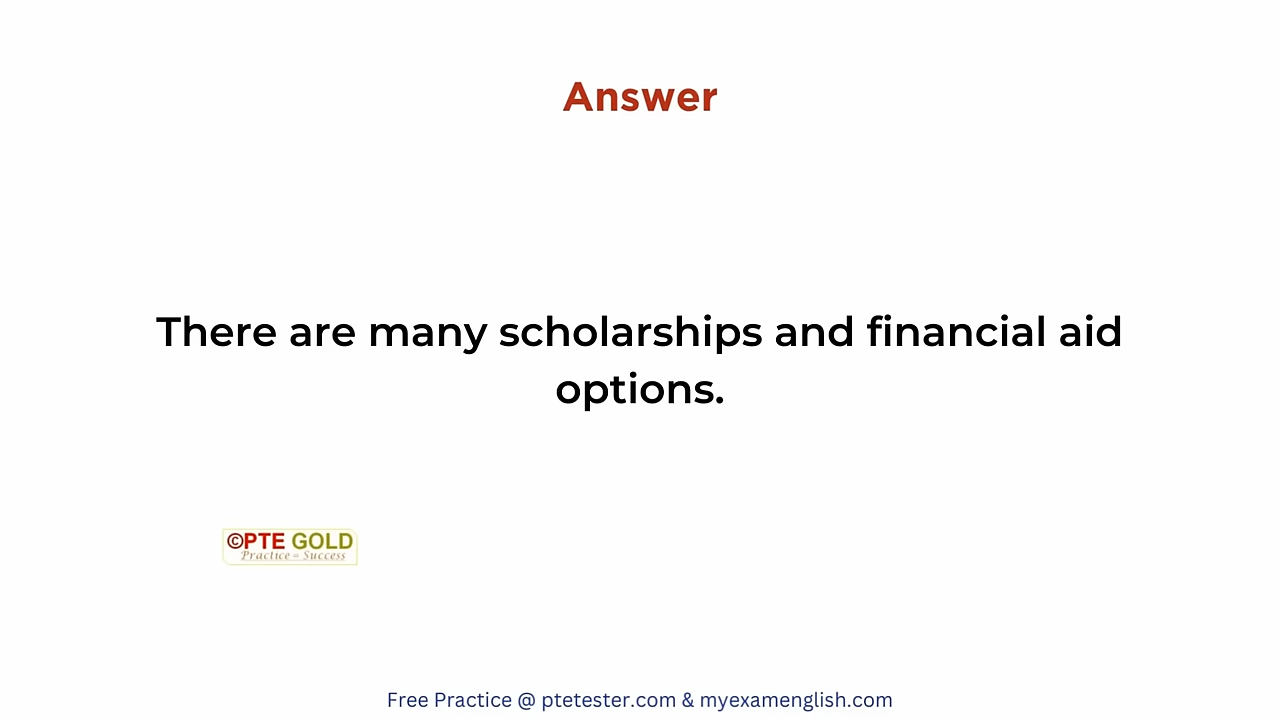 Answer
There are many scholarships and financial aid
options.
©PTE GOLD
Practice = Success
Free Practice @ ptetester.com & myexamenglish.com